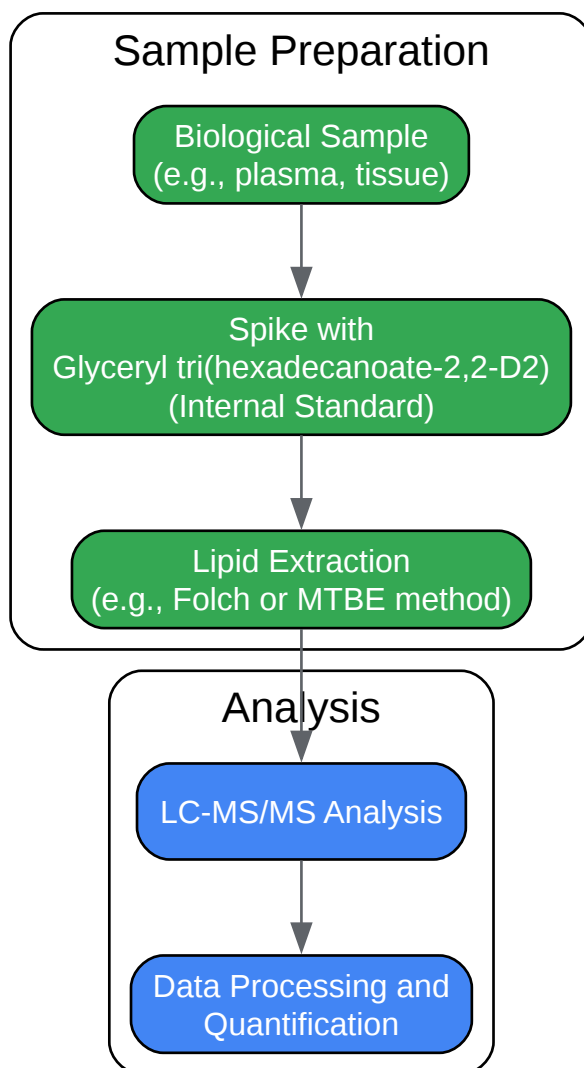 Sample Preparation
Biological Sample
(e.g., plasma, tissue)
Spike with
Glyceryl tri(hexadecanoate-2,2-D2)
(Internal Standard)
Lipid Extraction
(e.g., Folch or MTBE method)
Analysis
LC-MS/MS Analysis
Data Processing and
Quantification